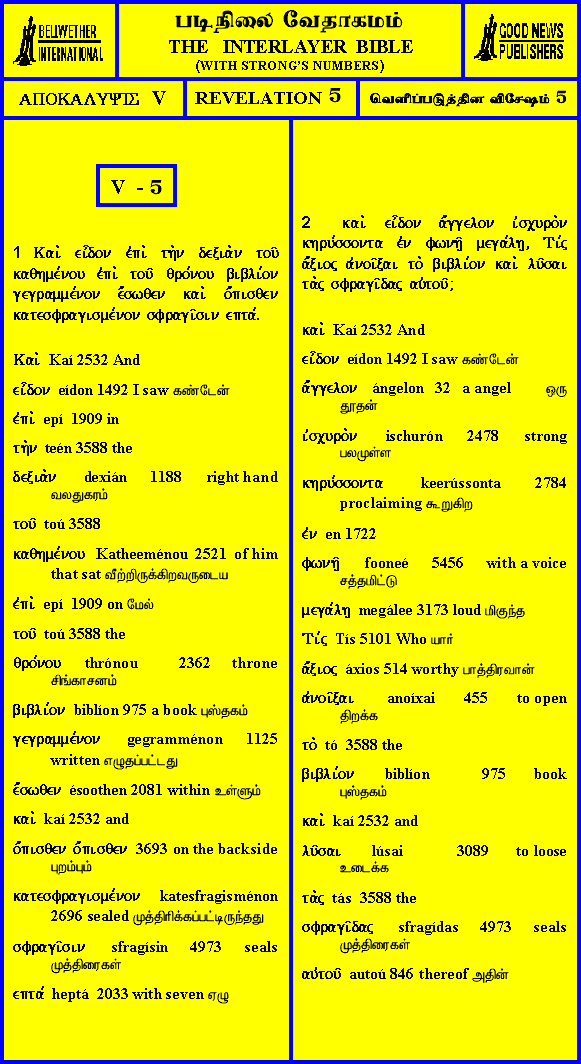 BELLWETHER
INTERNATIONAL
படிநிலை வேதாகமம்
THE INTERLAYER BIBLE
(WITH STRONG'S NUMBERS)
GOOD NEWS
PUBLISHERS
ΑΠΟΚΑΛΥΨΙΣ V
REVELATION 5
வெளிப்படுத்தின விசேஷம் 5
V - 5
1 Καὶ εἶδον ἐπὶ τὴν δεξιὰν τοῦ
καθημένου ἐπὶ τοῦ θρόνου βιβλίον
γεγραμμένον ἔσωθεν καὶ ὄπισθεν
κατεσφραγισμένον σφραγῖσιν επτά.
Καὶ Kaí 2532 And
εἶδον eídon 1492 I saw கண்டேன்
ἐπὶ epí 1909 in
τὴν teén 3588 the
δεξιὰν dexián 1188 right hand
வலதுகரம்
τοῦ toú 3588
καθημένου Katheeménou 2521 of him
that sat வீற்றிருக்கிறவருடைய
ἐπὶ epí 1909 on மேல்
τοῦ toú 3588 the
θρόνου thrónou 2362 throne
சிங்காசனம்
βιβλίον biblíon 975 a book புஸ்தகம்
γεγραμμένον gegramménon 1125
written எழுதப்பட்டது
ἔσωθεν ésoothen 2081 within உள்ளும்
καὶ kaí 2532 and
ὄπισθεν ὄπισθεν 3693 on the backside
புறம்பும்
κατεσφραγισμένον katesfragisménon
2696 sealed முத்திரிக்கப்பட்டிருந்தது
σφραγῖσιν sfragísin 4973 seals
முத்திரைகள்
επτά heptá 2033 with seven ஏழு
2 καὶ εἶδον ἄγγελον ἰσχυρὸν
κηρύσσοντα ἐν φωνῇ μεγάλῃ, Τίς
ἄξιος ἀνοῖξαι τὸ βιβλίον καὶ λῦσαι
τὰς σφραγῖδας αὐτοῦ;
καὶ Kaí 2532 And
εἶδον eídon 1492 I saw கண்டேன்
ἄγγελον ángelon 32 a angel ஒரு
தூதன்
ἰσχυρὸν ischurón 2478 strong
பலமுள்ள
κηρύσσοντα keerússonta 2784
proclaiming கூறுகிற
ἐν en 1722
φωνῇ fooneé 5456 with a voice
சத்தமிட்டு
μεγάλῃ megálee 3173 loud மிகுந்த
Τίς Tís 5101 Who யார்
ἄξιος áxios 514 worthy பாத்திரவான்
ἀνοῖξαι anoíxai 455 to open
திறக்க
τὸ tó 3588 the
βιβλίον biblíon 975 book
புஸ்தகம்
καὶ kaí 2532 and
λῦσαι lúsai 3089 to loose
உடைக்க
τὰς tás 3588 the
σφραγῖδας sfragídas 4973 seals
முத்திரைகள்
αὐτοῦ autoú 846 thereof அதின்